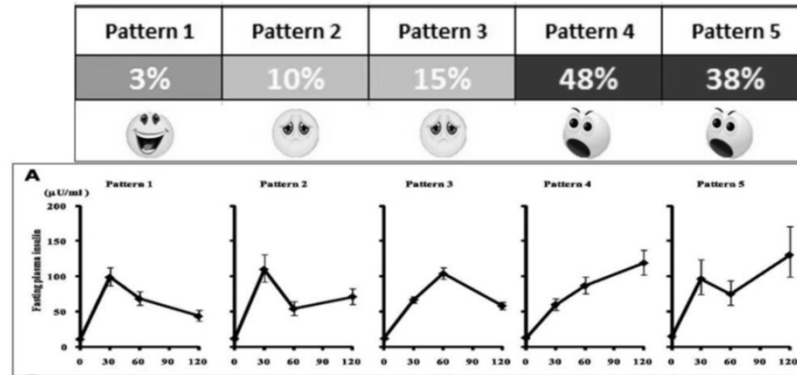 Pattern 1 Pattern 2 Pattern 3 Pattern 4 Pattern 5
3% 10% 15% 48% 38%
A
Pattern 1 Pattern 2 Pattern 3 Pattern 4 Pattern 5
(μU/ml)
Fasting plasma insulin
200
150
100
50
0
0 30 60 90 120 0 30 60 90 120 0 30 60 90 120 0 30 60 90 120 0 30 60 90 120